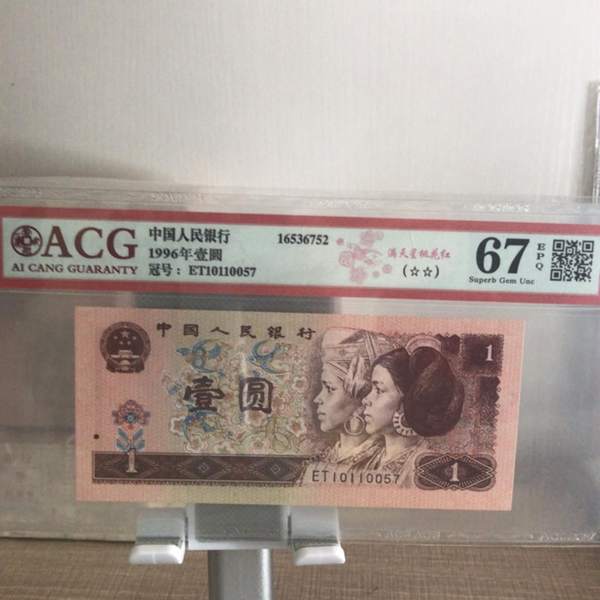 ACG
AI CANG GUARANTY
中国人民银行
1996年壹圆
冠号：ET10110057
16536752
满天星桃花红
(☆☆)
67
EPQ
Superb Gem Unc
中国人民银行
壹圆
1
1
1
ET10110057